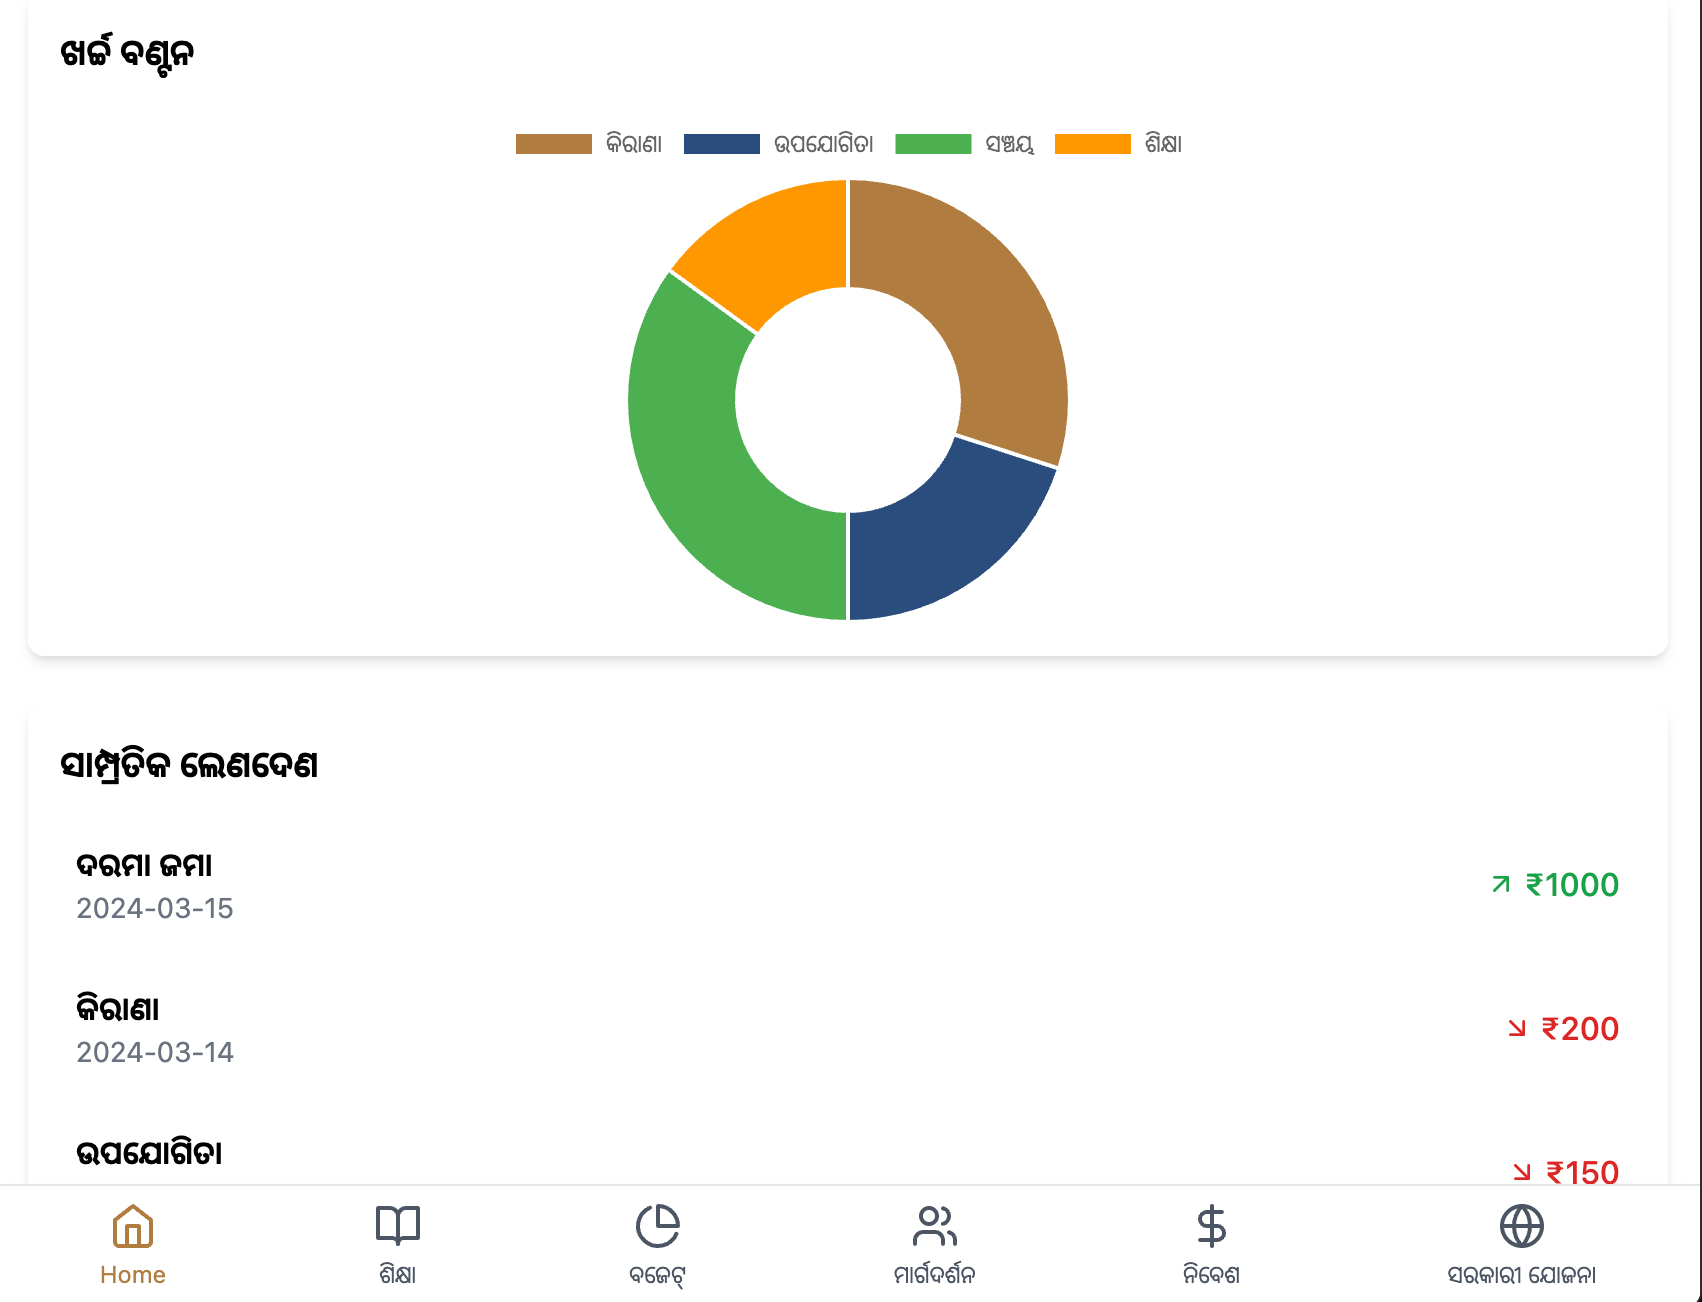 ଖର୍ଚ୍ଚ ବଣ୍ଟନ
କିରାଣା ଉପଯୋଗିତା ସଞ୍ଚୟ ଶିକ୍ଷା
ସାମ୍ପ୍ରତିକ ଲେଣଦେଣ
ଦରମା ଜମା
2024-03-15
₹1000
କିରାଣା
2024-03-14
₹200
ଉପଯୋଗିତା
₹150
Home ଶିକ୍ଷା ବଜେଟ୍ ମାର୍ଗଦର୍ଶନ ନିବେଶ ସରକାରୀ ଯୋଜନା